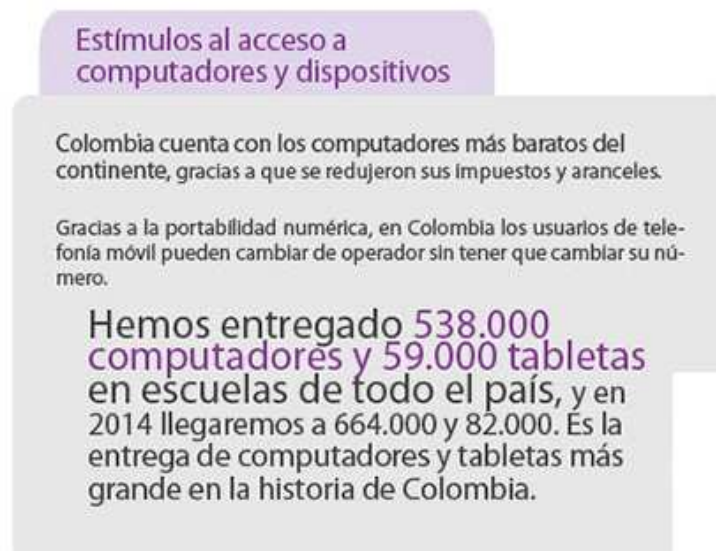 Estímulos al acceso a
computadores y dispositivos
Colombia cuenta con los computadores más baratos del
continente, gracias a que se redujeron sus impuestos y aranceles.
Gracias a la portabilidad numérica, en Colombia los usuarios de tele-
fonía móvil pueden cambiar de operador sin tener que cambiar su nú-
mero.
Hemos entregado 538.000
computadores y 59.000 tabletas
en escuelas de todo el país, y en
2014 llegaremos a 664.000 y 82.000. Es la
entrega de computadores y tabletas más
grande en la historia de Colombia.